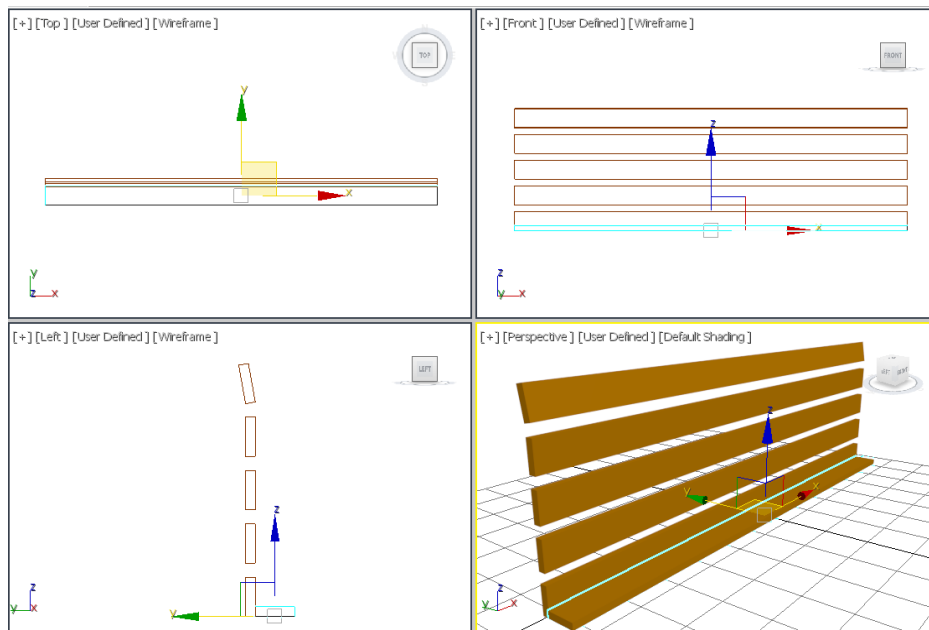 [+] [Top] [User Defined] [Wireframe]
TOP
y
x
y
z
x
[+] [Front] [User Defined] [Wireframe]
FRONT
z
x
z
y
x
[+] [Left] [User Defined] [Wireframe]
LEFT
z
y
z
y
x
[+] [Perspective] [User Defined] [Default Shading]
z
y
x
z
y
x